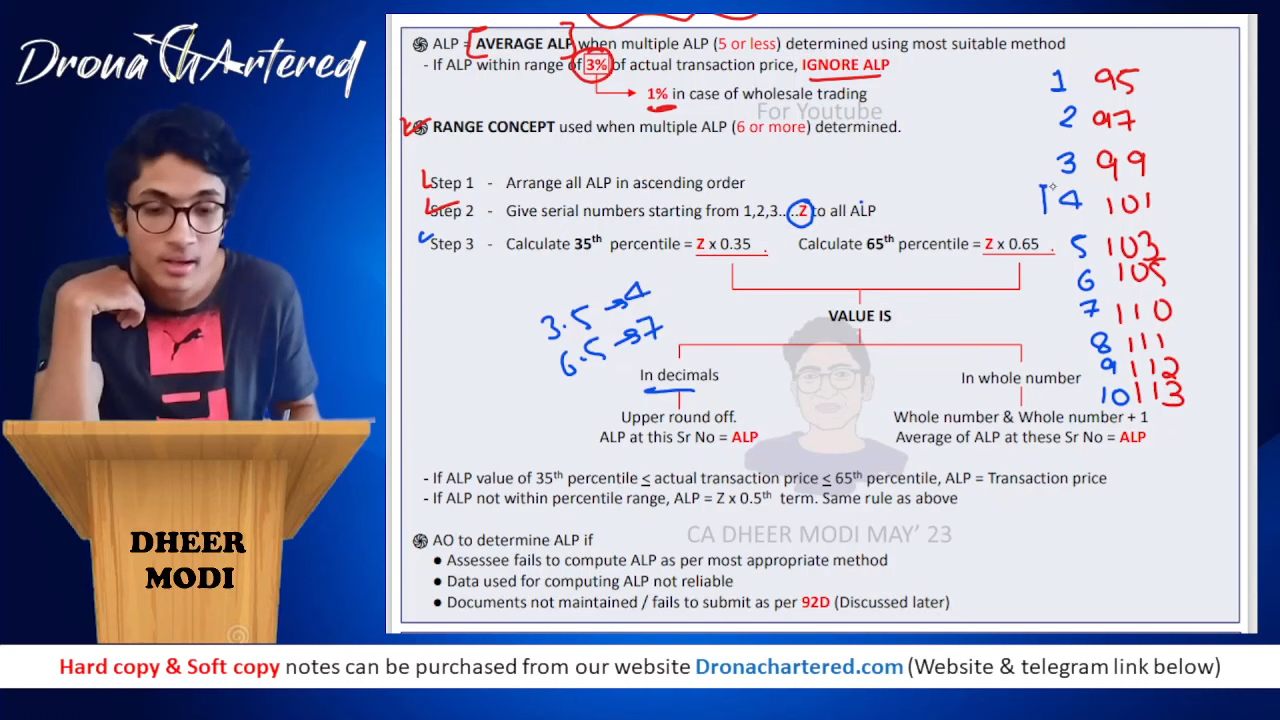 Drona CHArtered
ALP = AVERAGE ALP when multiple ALP (5 or less) determined using most suitable method
- If ALP within range of 3% of actual transaction price, IGNORE ALP
1% in case of wholesale trading
For Youtube
RANGE CONCEPT used when multiple ALP (6 or more) determined.
Step 1 - Arrange all ALP in ascending order
Step 2 - Give serial numbers starting from 1,2,3.....Z to all ALP
Step 3 - Calculate 35th percentile = Z x 0.35 . Calculate 65th percentile = Z x 0.65 .
1 95
2 97
3 99
4 101
5 103
6 105
7 110
8 111
9 112
10 113
3.5 → 4
6.5 → 7
VALUE IS
In decimals
In whole number
Upper round off.
ALP at this Sr No = ALP
Whole number & Whole number + 1
Average of ALP at these Sr No = ALP
- If ALP value of 35th percentile ≤ actual transaction price ≤ 65th percentile, ALP = Transaction price
- If ALP not within percentile range, ALP = Z x 0.5th term. Same rule as above
CA DHEER MODI MAY' 23
AO to determine ALP if
● Assessee fails to compute ALP as per most appropriate method
● Data used for computing ALP not reliable
● Documents not maintained / fails to submit as per 92D (Discussed later)
DHEER
MODI
Hard copy & Soft copy notes can be purchased from our website Dronachartered.com (Website & telegram link below)